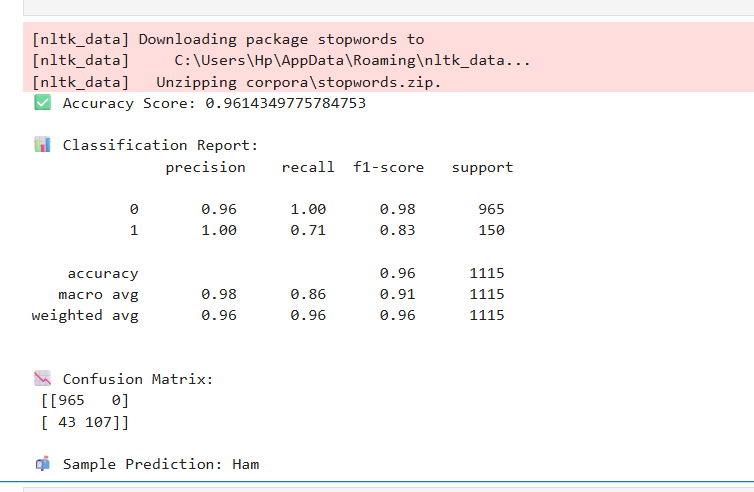 [nltk_data] Downloading package stopwords to
[nltk_data]     C:\Users\Hp\AppData\Roaming\nltk_data...
[nltk_data]   Unzipping corpora\stopwords.zip.
✅ Accuracy Score: 0.9614349775784753
📊 Classification Report:
precision    recall  f1-score   support
0       0.96      1.00      0.98       965
1       1.00      0.71      0.83       150
accuracy                           0.96      1115
macro avg       0.98      0.86      0.91      1115
weighted avg       0.96      0.96      0.96      1115
📉 Confusion Matrix:
[[965   0]
[ 43 107]]
📬 Sample Prediction: Ham